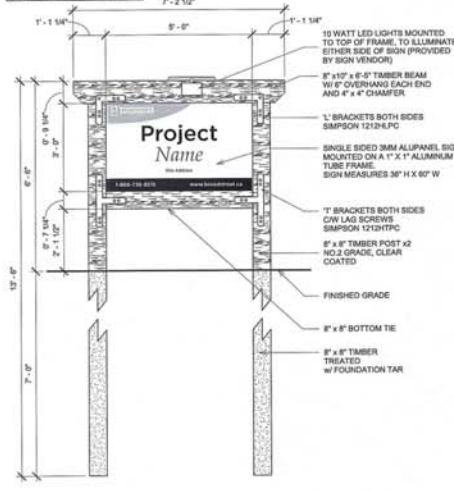 7'- 2 1/2"
1'- 1 1/4"
5'- 0"
1'- 1 1/4"
10 WATT LED LIGHTS MOUNTED
TO TOP OF FRAME, TO ILLUMINATE
EITHER SIDE OF SIGN (PROVIDED
BY SIGN VENDOR)
8" x10" x 6'-5" TIMBER BEAM
W/ 6" OVERHANG EACH END
AND 4" x 4" CHAMFER
'L' BRACKETS BOTH SIDES
SIMPSON 1212HLPC
SINGLE SIDED 3MM ALUPANEL SIG
MOUNTED ON A 1" X 1" ALUMINUM
TUBE FRAME.
SIGN MEASURES 36" H X 60" W
'T' BRACKETS BOTH SIDES
C/W LAG SCREWS
SIMPSON 1212HTPC
8" x 8" TIMBER POST x2
NO.2 GRADE, CLEAR
COATED
FINISHED GRADE
8" x 8" BOTTOM TIE
8" x 8" TIMBER
TREATED
w/ FOUNDATION TAR
Project
Name
Site Address
www.broadstreet.ca
0'- 9 1/4"
3'- 0"
0'- 7 1/4"
2'- 1 1/2"
6'- 6"
13'- 6"
7'- 0"